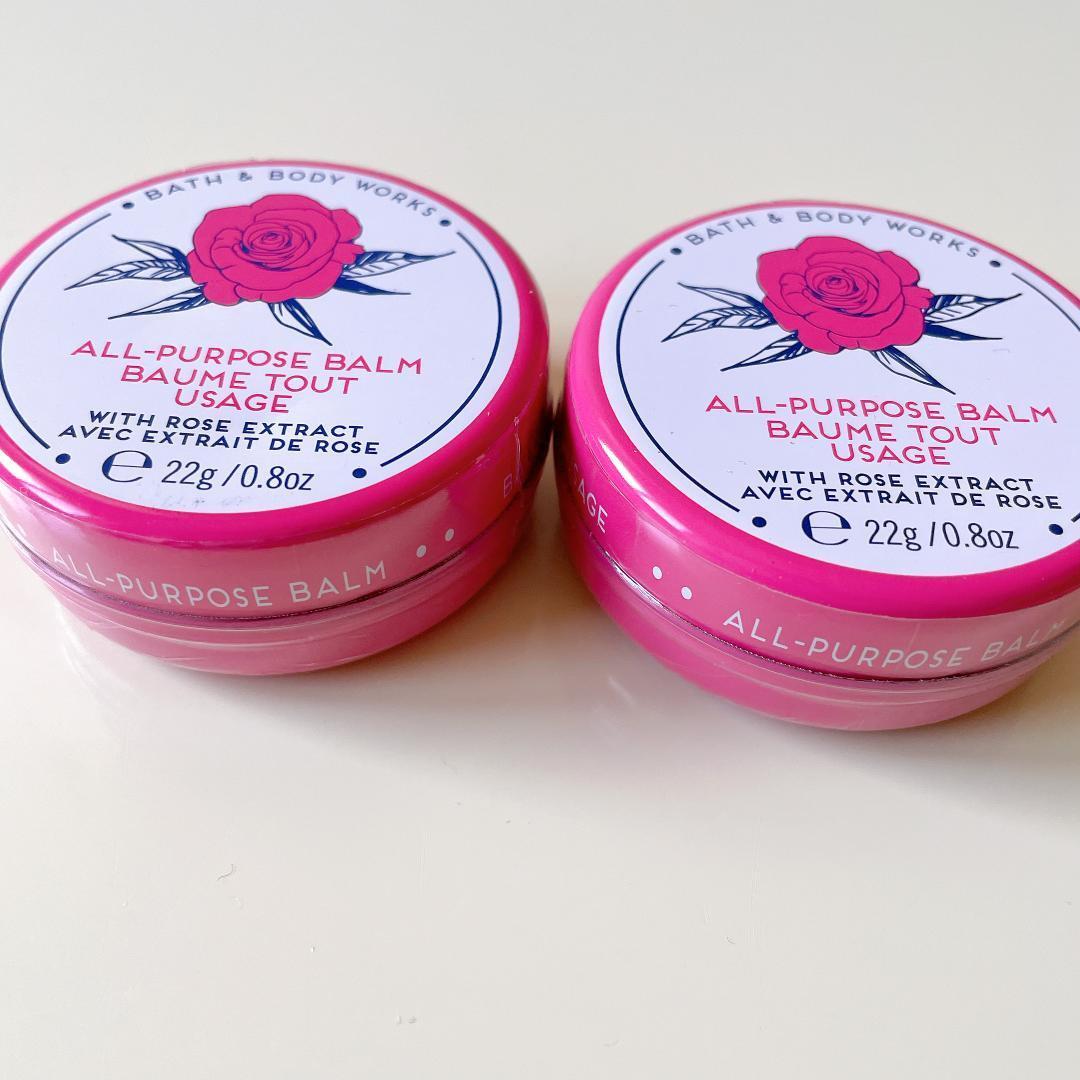 BATH & BODY WORKS
ALL-PURPOSE BALM
BAUME TOUT
USAGE
WITH ROSE EXTRACT
AVEC EXTRAIT DE ROSE
℮ 22g/0.8oz
ALL-PURPOSE BALM
BATH & BODY WORKS
ALL-PURPOSE BALM
BAUME TOUT
USAGE
WITH ROSE EXTRACT
AVEC EXTRAIT DE ROSE
℮ 22g/0.8oz
ALL-PURPOSE BALM